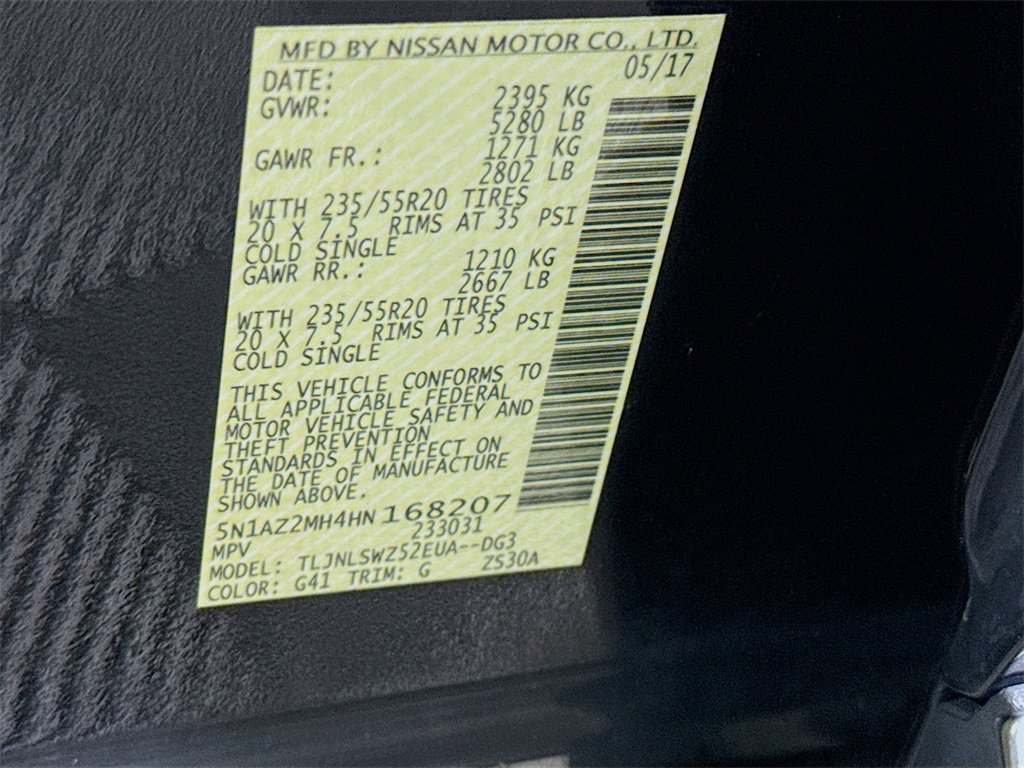 MFD BY NISSAN MOTOR CO., LTD.
DATE: 05/17
GVWR: 2395 KG
5280 LB
GAWR FR.: 1271 KG
2802 LB
WITH 235/55R20 TIRES
20 X 7.5 RIMS AT 35 PSI
COLD SINGLE
GAWR RR.: 1210 KG
2667 LB
WITH 235/55R20 TIRES
20 X 7.5 RIMS AT 35 PSI
COLD SINGLE
THIS VEHICLE CONFORMS TO
ALL APPLICABLE FEDERAL
MOTOR VEHICLE SAFETY AND
THEFT PREVENTION
STANDARDS IN EFFECT ON
THE DATE OF MANUFACTURE
SHOWN ABOVE.
5N1AZ2MH4HN168207
MPV 233031
MODEL: TLJNLSWZ52EUA--DG3
COLOR: G41 TRIM: G ZS30A